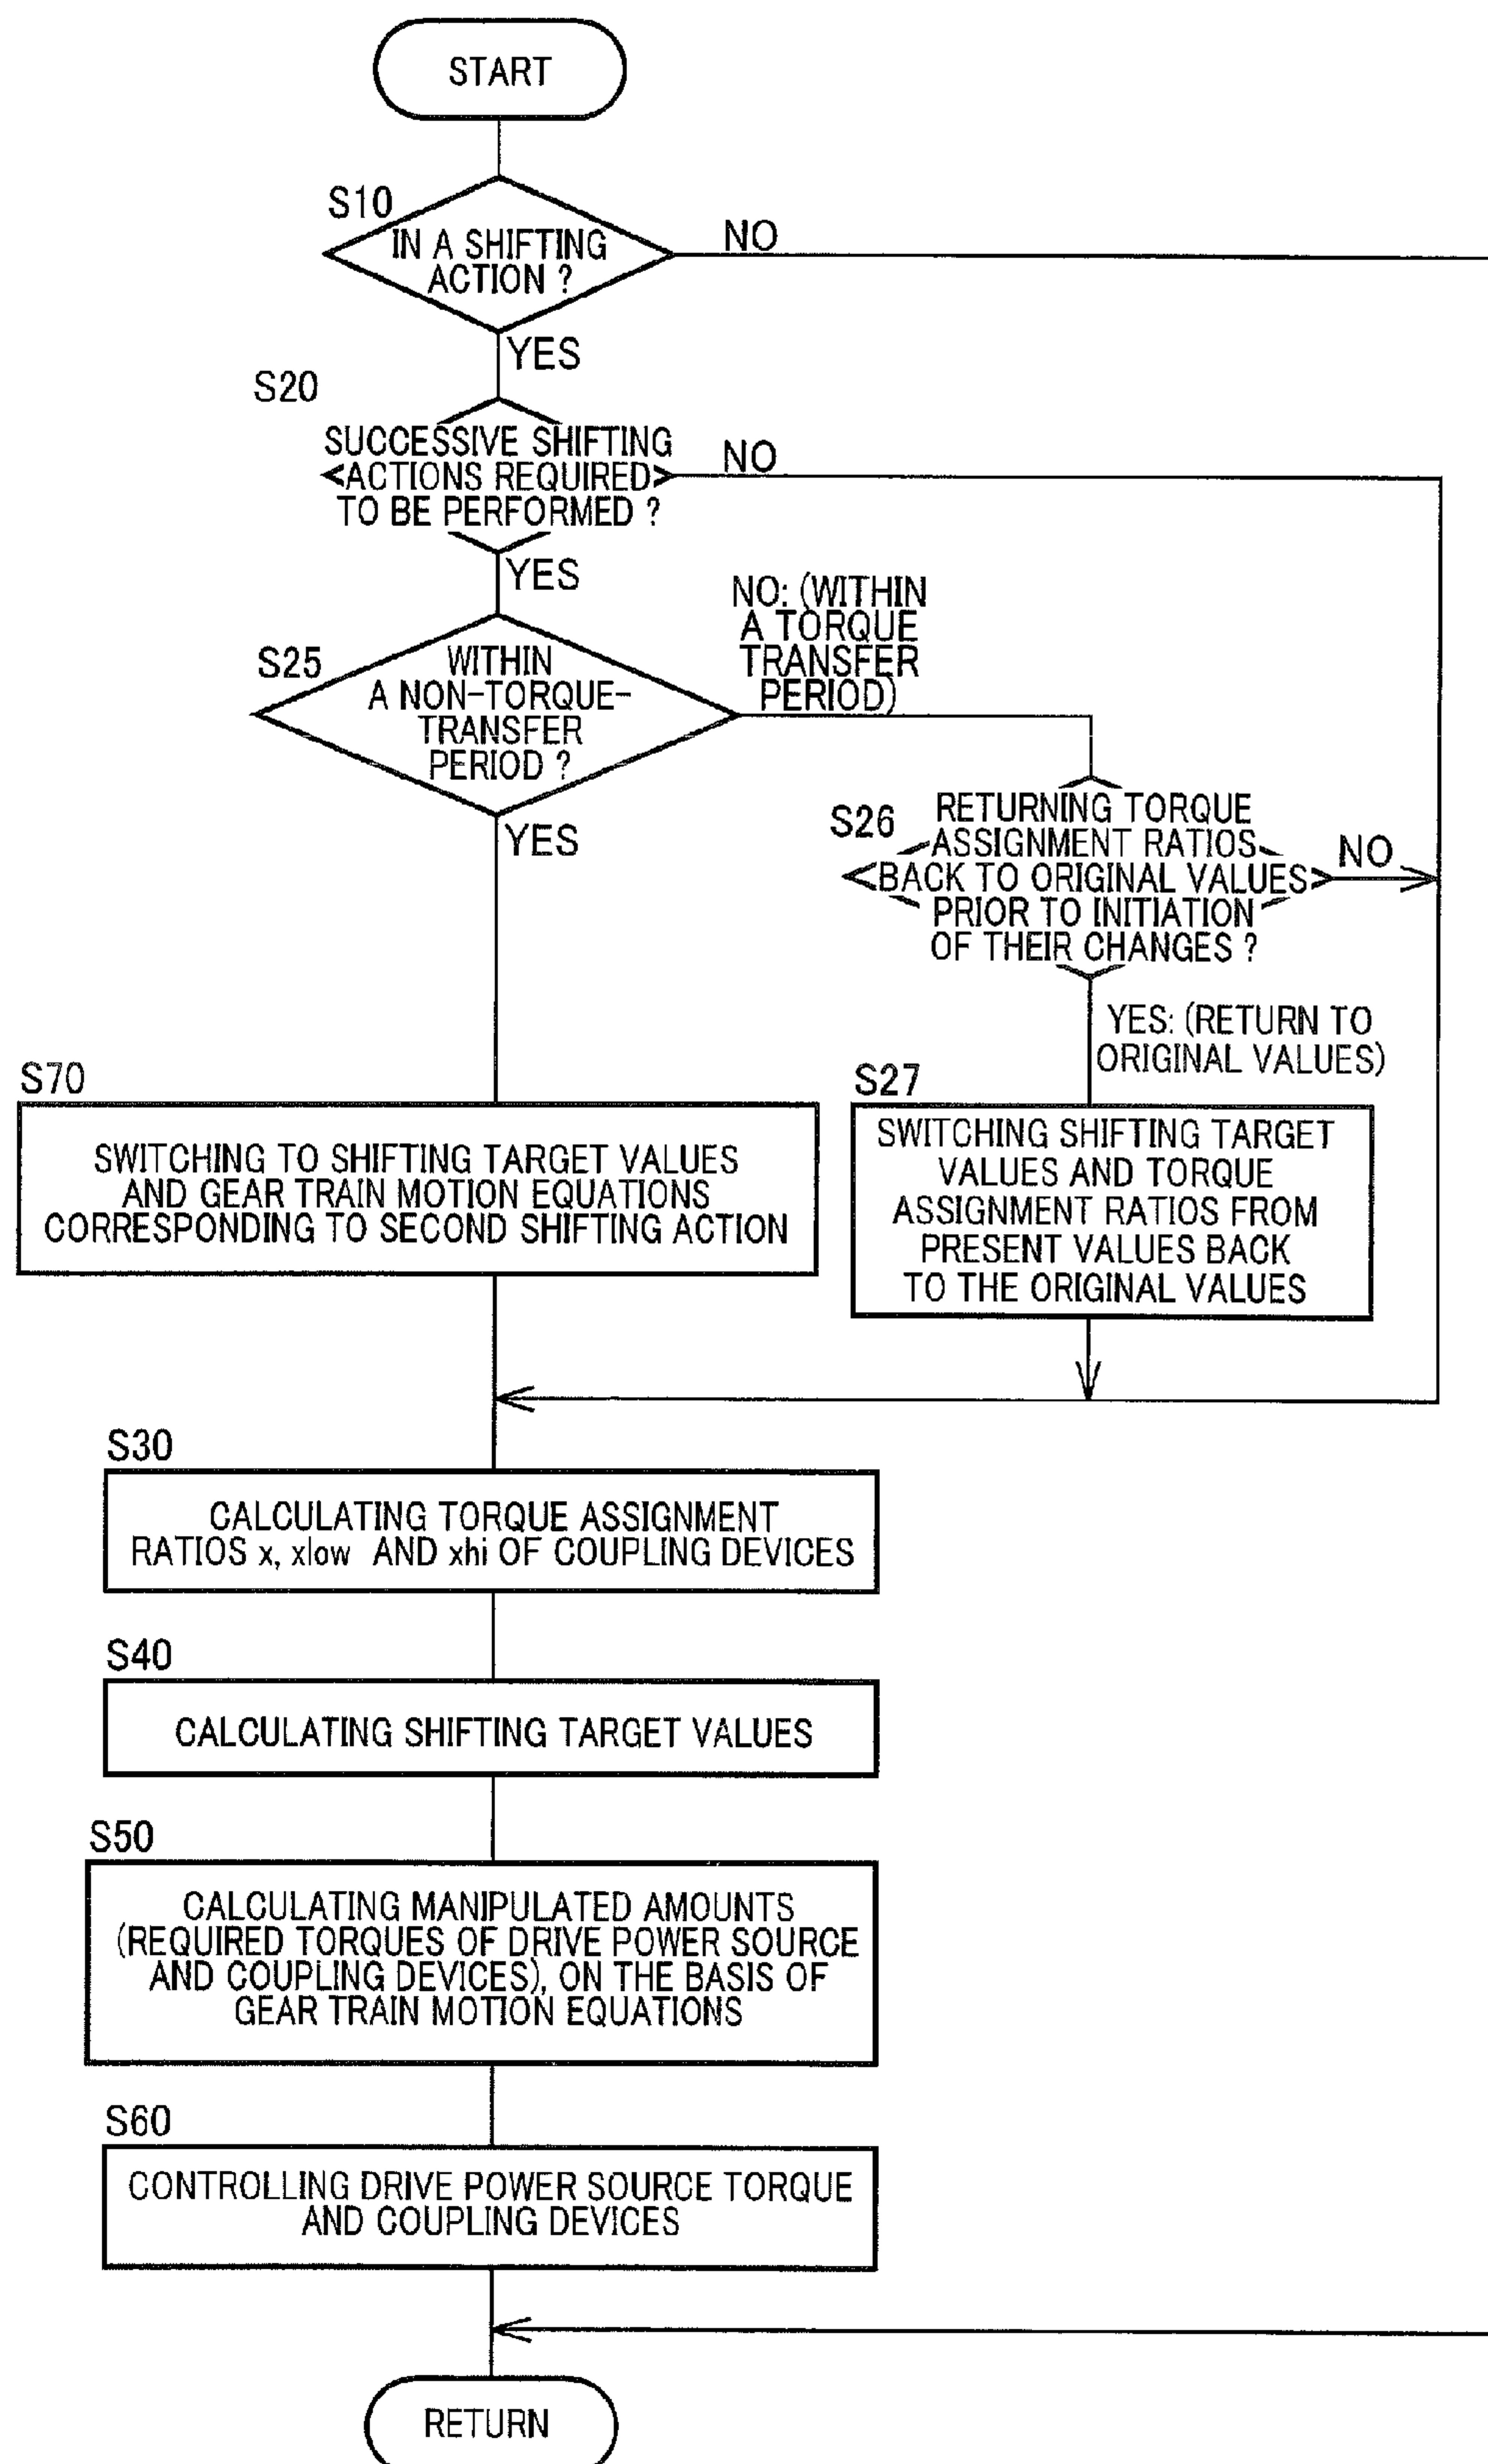 START
S10
IN A SHIFTING
ACTION ?
NO
YES
S20
SUCCESSIVE SHIFTING
ACTIONS REQUIRED
TO BE PERFORMED ?
NO
YES
S25
WITHIN
A NON-TORQUE-
TRANSFER
PERIOD ?
NO: (WITHIN
A TORQUE
TRANSFER
PERIOD)
YES
S26
RETURNING TORQUE
ASSIGNMENT RATIOS
BACK TO ORIGINAL VALUES
PRIOR TO INITIATION
OF THEIR CHANGES ?
NO
YES: (RETURN TO
ORIGINAL VALUES)
S70
SWITCHING TO SHIFTING TARGET VALUES
AND GEAR TRAIN MOTION EQUATIONS
CORRESPONDING TO SECOND SHIFTING ACTION
S27
SWITCHING SHIFTING TARGET
VALUES AND TORQUE
ASSIGNMENT RATIOS FROM
PRESENT VALUES BACK
TO THE ORIGINAL VALUES
S30
CALCULATING TORQUE ASSIGNMENT
RATIOS x, xlow AND xhi OF COUPLING DEVICES
S40
CALCULATING SHIFTING TARGET VALUES
S50
CALCULATING MANIPULATED AMOUNTS
(REQUIRED TORQUES OF DRIVE POWER SOURCE
AND COUPLING DEVICES), ON THE BASIS OF
GEAR TRAIN MOTION EQUATIONS
S60
CONTROLLING DRIVE POWER SOURCE TORQUE
AND COUPLING DEVICES
RETURN